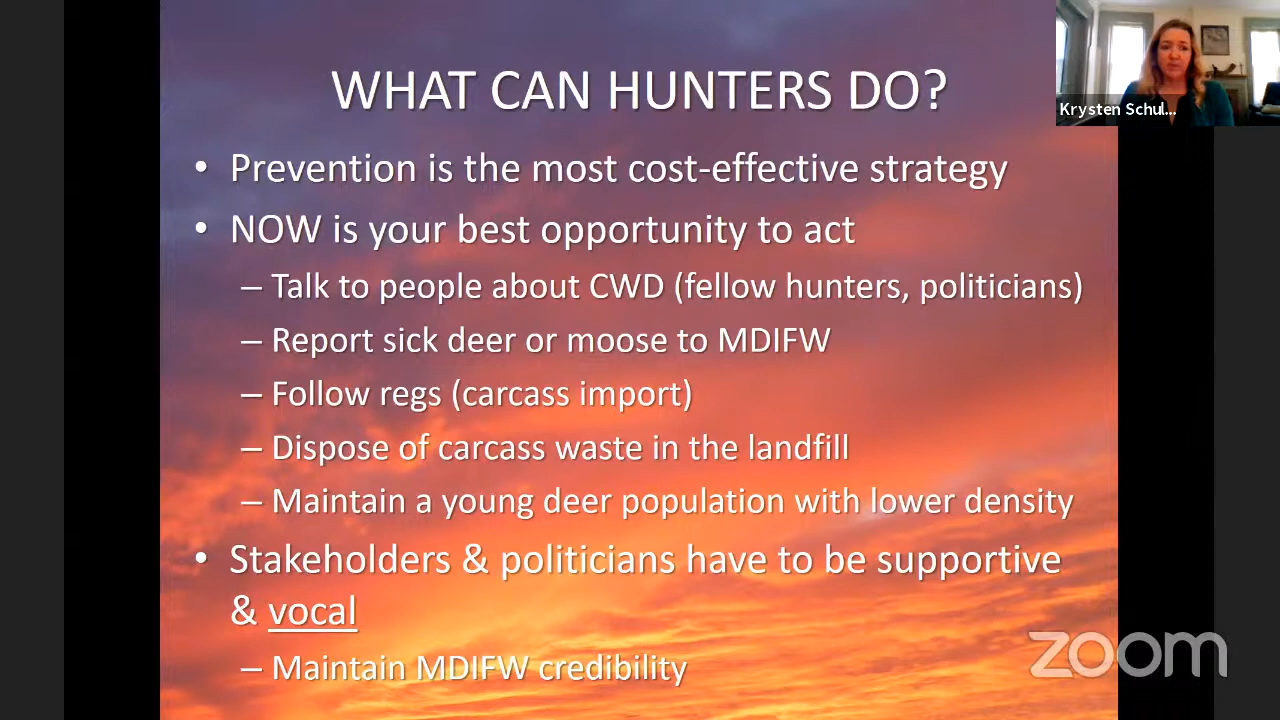 WHAT CAN HUNTERS DO?
Krysten Schul...
• Prevention is the most cost-effective strategy
• NOW is your best opportunity to act
– Talk to people about CWD (fellow hunters, politicians)
– Report sick deer or moose to MDIFW
– Follow regs (carcass import)
– Dispose of carcass waste in the landfill
– Maintain a young deer population with lower density
• Stakeholders & politicians have to be supportive
& vocal
– Maintain MDIFW credibility
zoom